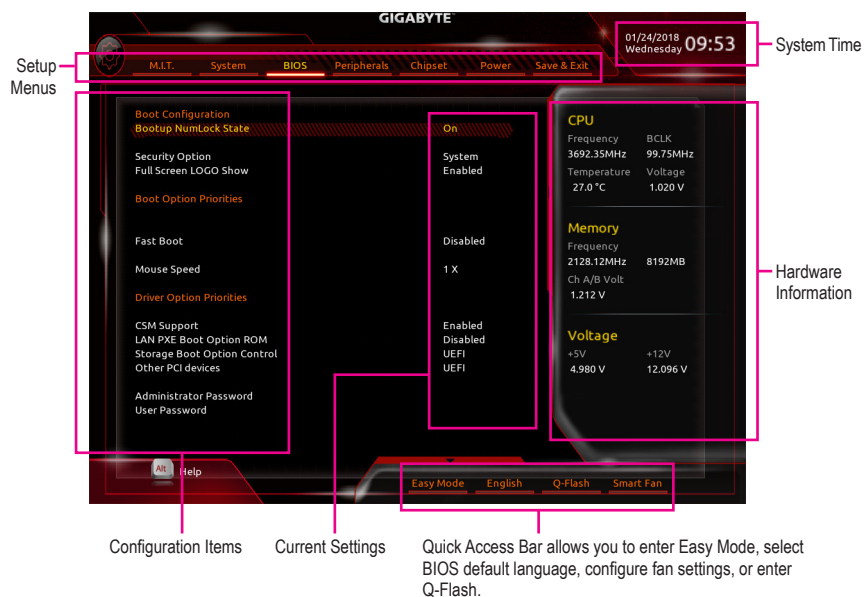 GIGABYTE™
01/24/2018
Wednesday 09:53
System Time
Setup
Menus
M.I.T. System BIOS Peripherals Chipset Power Save & Exit
Boot Configuration
Bootup NumLock State On
Security Option System
Full Screen LOGO Show Enabled
Boot Option Priorities
Fast Boot Disabled
Mouse Speed 1 X
Driver Option Priorities
CSM Support Enabled
LAN PXE Boot Option ROM Disabled
Storage Boot Option Control UEFI
Other PCI devices UEFI
Administrator Password
User Password
CPU
Frequency BCLK
3692.35MHz 99.75MHz
Temperature Voltage
27.0 °C 1.020 V
Memory
Frequency
2128.12MHz 8192MB
Ch A/B Volt
1.212 V
Voltage
+5V +12V
4.980 V 12.096 V
Hardware
Information
Alt Help
Easy Mode English Q-Flash Smart Fan
Configuration Items
Current Settings
Quick Access Bar allows you to enter Easy Mode, select
BIOS default language, configure fan settings, or enter
Q-Flash.